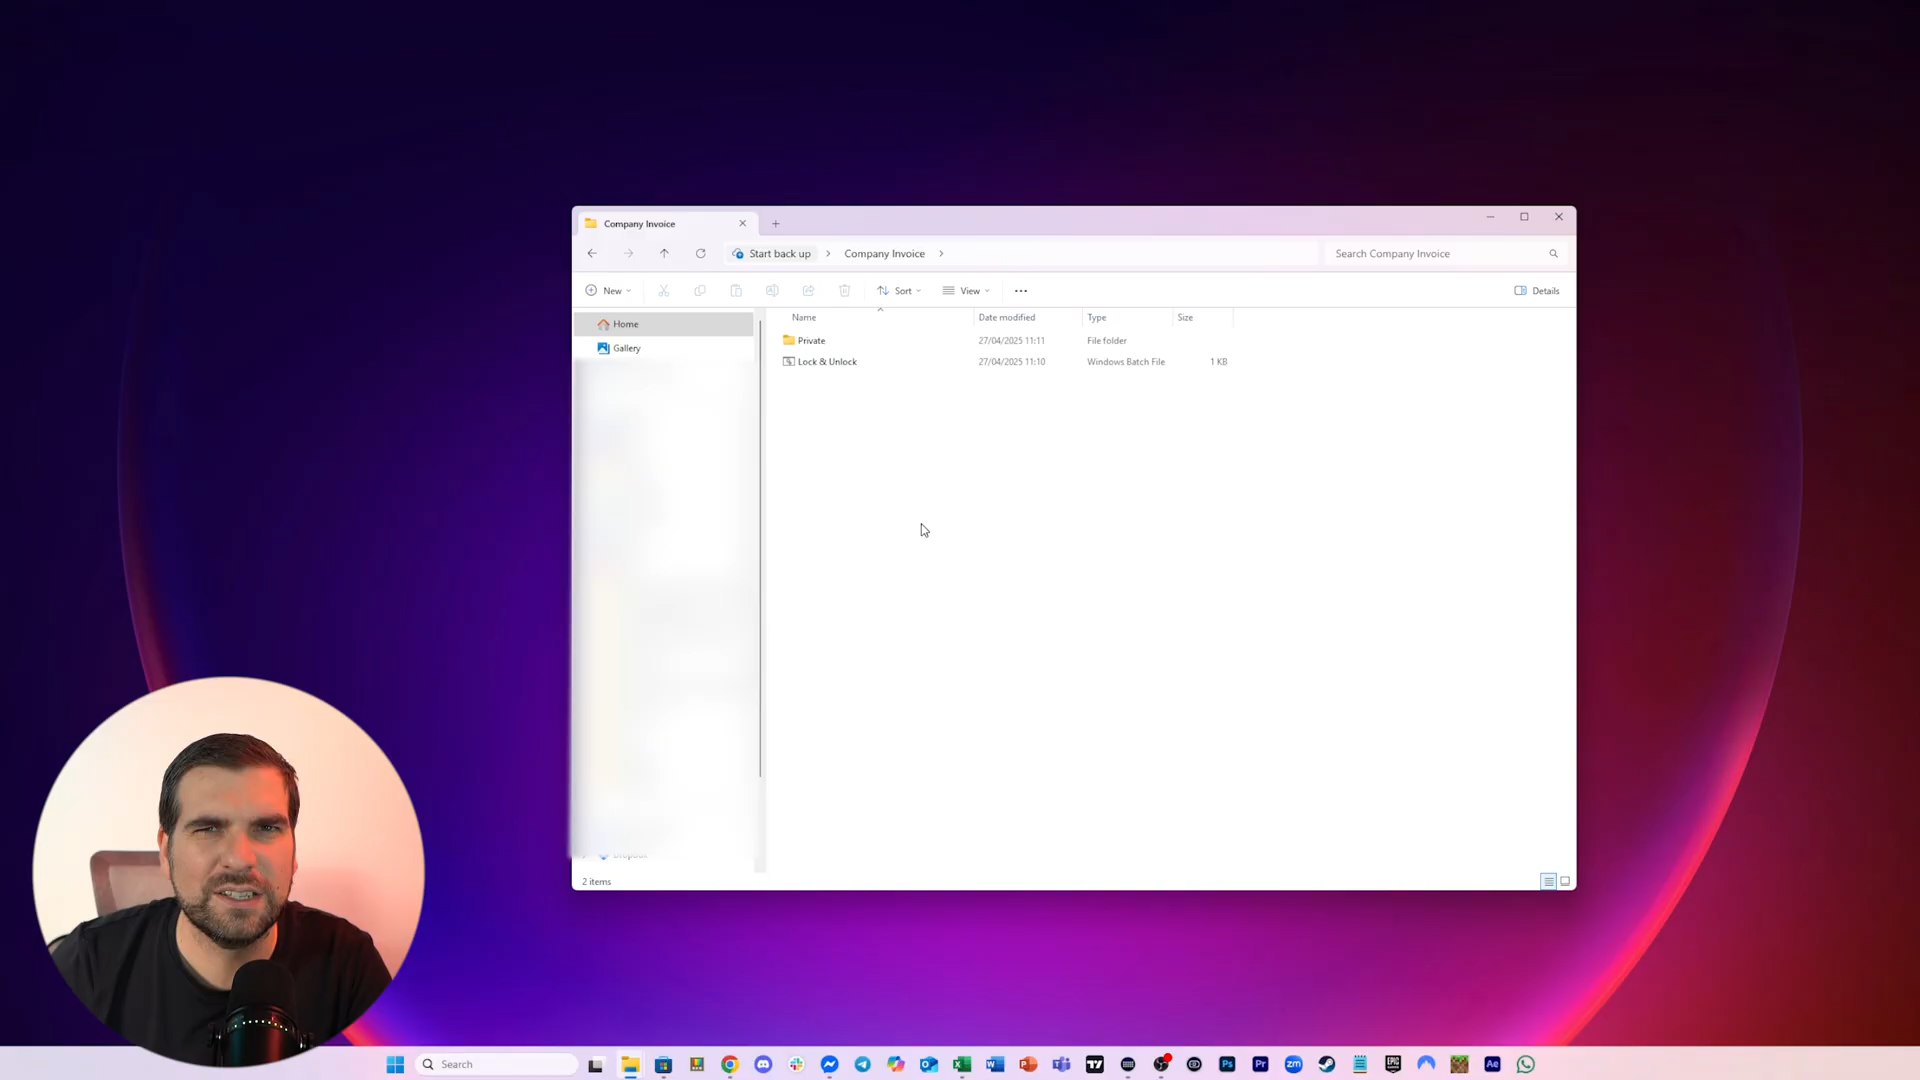 Company Invoice
Start back up > Company Invoice >
Search Company Invoice
New
Sort
View
Details
Home
Gallery
Name Date modified Type Size
Private 27/04/2025 11:11 File folder
Lock & Unlock 27/04/2025 11:10 Windows Batch File 1 KB
2 items
Search